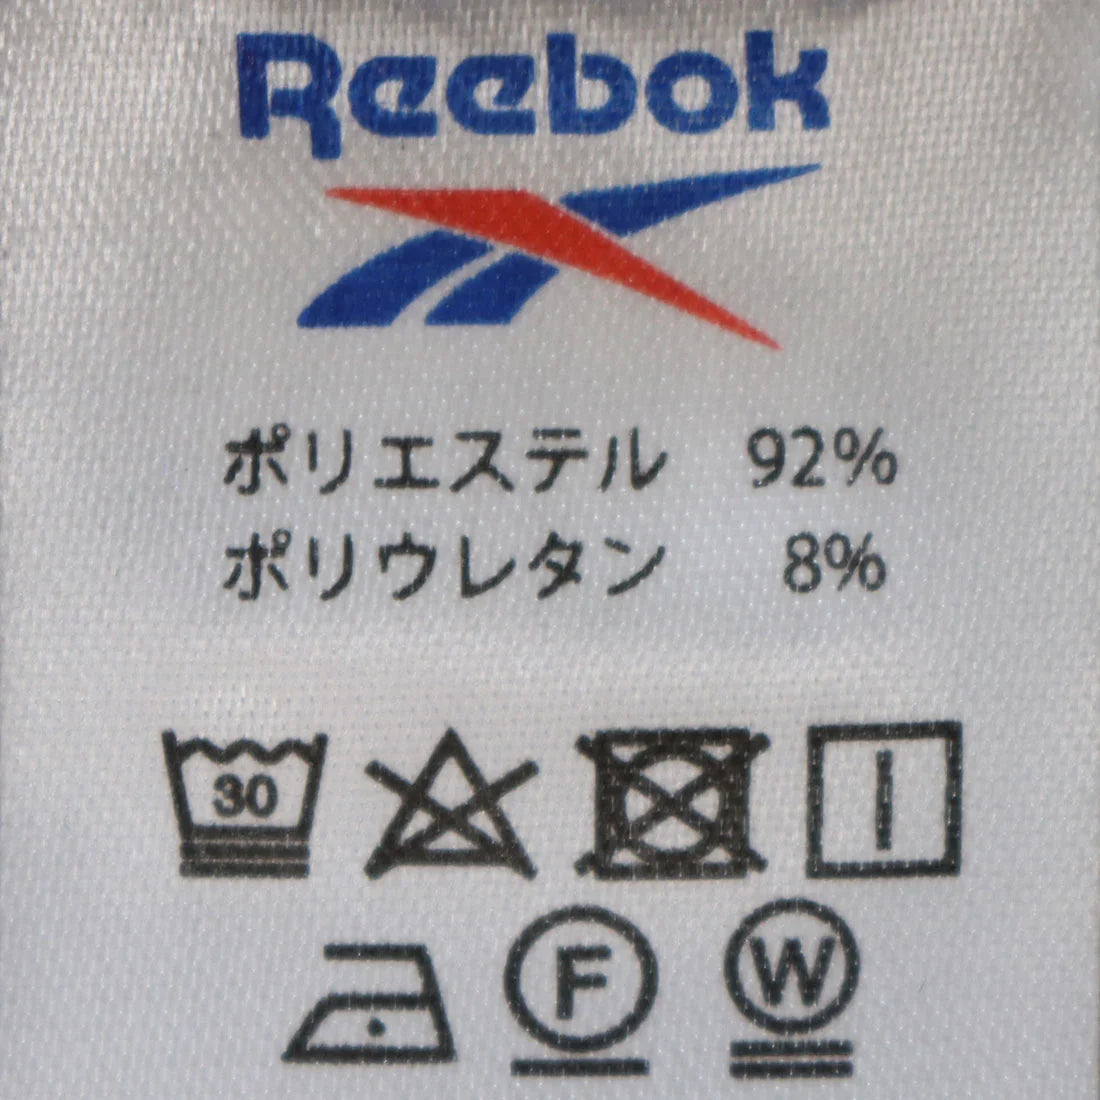 Reebok
ポリエステル 92%
ポリウレタン 8%
30
F W